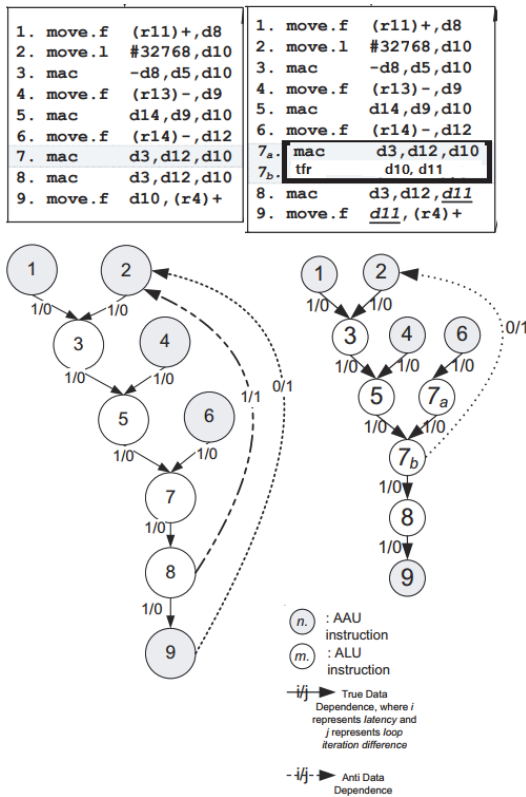 1. move.f (r11)+,d8
2. move.l #32768,d10
3. mac -d8,d5,d10
4. move.f (r13)-,d9
5. mac d14,d9,d10
6. move.f (r14)-,d12
7. mac d3,d12,d10
8. mac d3,d12,d10
9. move.f d10,(r4)+
1. move.f (r11)+,d8
2. move.l #32768,d10
3. mac -d8,d5,d10
4. move.f (r13)-,d9
5. mac d14,d9,d10
6. move.f (r14)-,d12
7a. mac d3,d12,d10
7b. tfr d10, d11
8. mac d3,d12,d11
9. move.f d11,(r4)+
1 2
1/0 1/0
3 4
1/0 1/0
5 6
1/0 1/0
7
1/0
8
1/0
9
1/1
0/1
1 2
1/0 1/0
3 4 6
1/0 1/0 1/0
5 7a
1/0 1/0
7b
1/0
8
1/0
9
0/1
n. : AAU
instruction
m. : ALU
instruction
i/j True Data
Dependence, where i
represents latency and
j represents loop
iteration difference
i/j Anti Data
Dependence